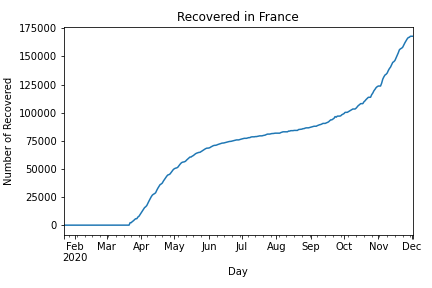 Recovered in France
Number of Recovered
175000
150000
125000
100000
75000
50000
25000
0
Feb Mar Apr May Jun Jul Aug Sep Oct Nov Dec
2020
Day